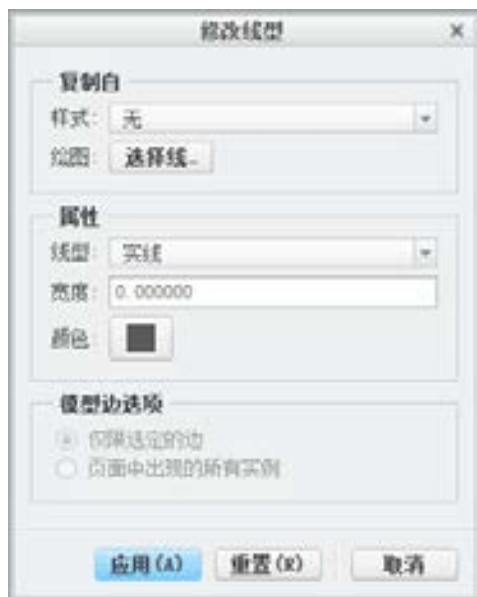 修改线型
复制自
样式: 无
绘图: 选择线...
属性
线型: 实线
宽度: 0.000000
颜色
模型边选项
仅限选定的边
页面中出现的所有实例
应用(A) 重置(R) 取消